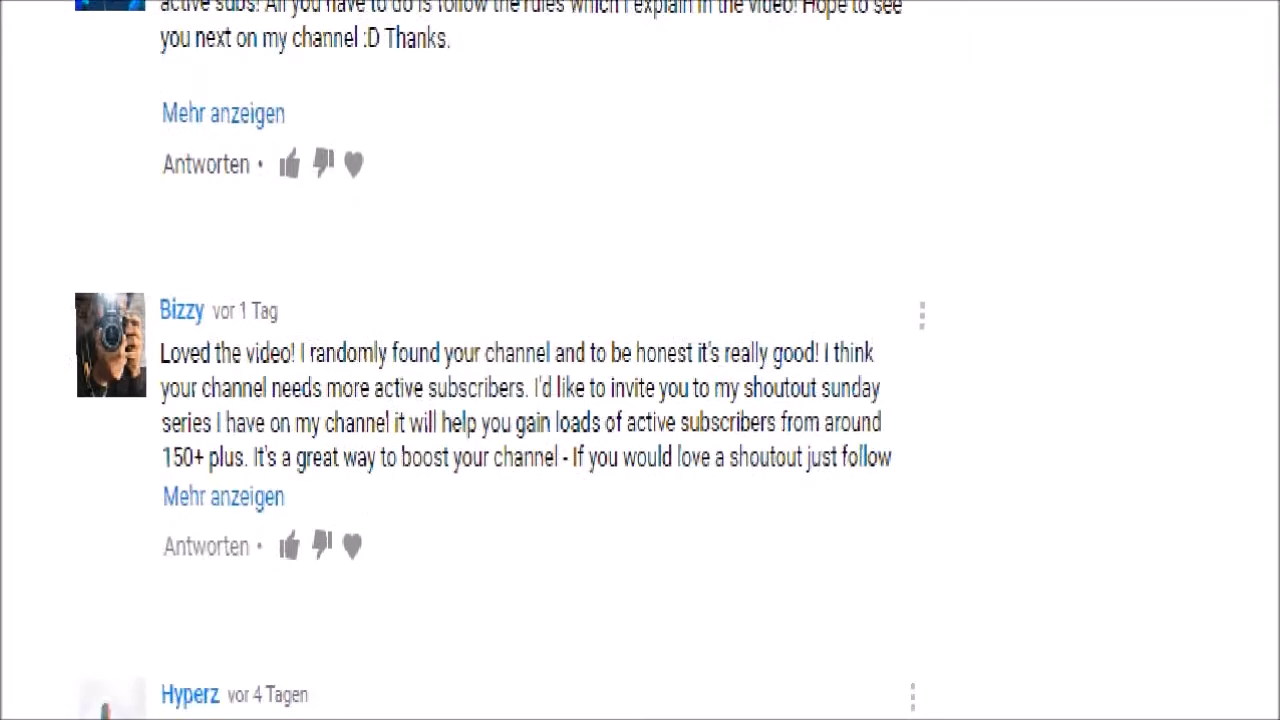 active subs! All you have to do is follow the rules which I explain in the video! Hope to see
you next on my channel :D Thanks.
Mehr anzeigen
Antworten •
Bizzy vor 1 Tag
Loved the video! I randomly found your channel and to be honest it's really good! I think
your channel needs more active subscribers. I'd like to invite you to my shoutout sunday
series I have on my channel it will help you gain loads of active subscribers from around
150+ plus. It's a great way to boost your channel - If you would love a shoutout just follow
Mehr anzeigen
Antworten •
Hyperz vor 4 Tagen